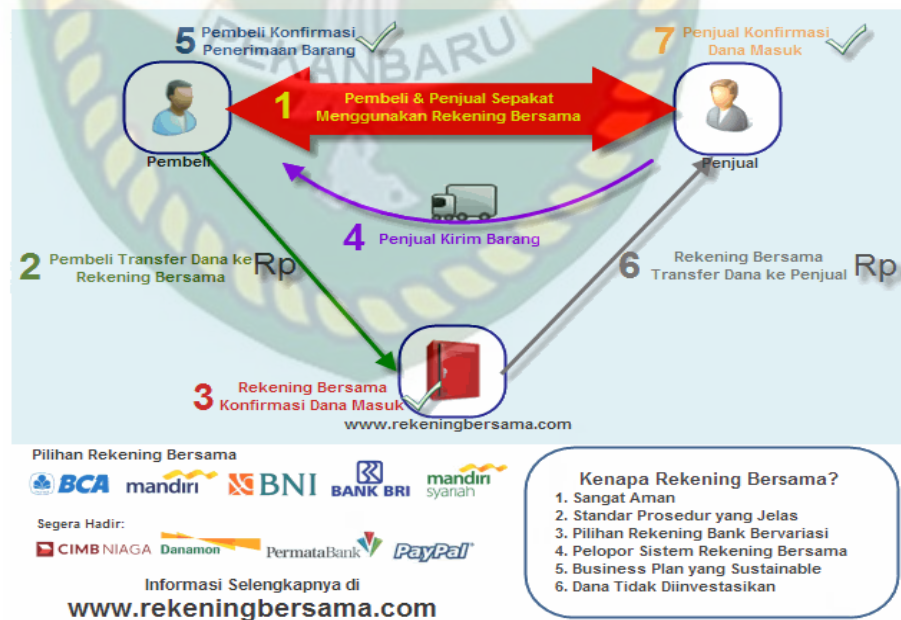 PEKANBARU
5 Pembeli Konfirmasi
Penerimaan Barang
7 Penjual Konfirmasi
Dana Masuk
1 Pembeli & Penjual Sepakat
Menggunakan Rekening Bersama
Pembeli
Penjual
4 Penjual Kirim Barang
2 Pembeli Transfer Dana ke
Rekening Bersama
Rp
6 Rekening Bersama
Transfer Dana ke Penjual
Rp
3 Rekening Bersama
Konfirmasi Dana Masuk
www.rekeningbersama.com
Pilihan Rekening Bersama
BCA mandiri BNI BANK BRI mandiri
syariah
Segera Hadir:
CIMB NIAGA Danamon PermataBank PayPal
Informasi Selengkapnya di
www.rekeningbersama.com
Kenapa Rekening Bersama?
1. Sangat Aman
2. Standar Prosedur yang Jelas
3. Pilihan Rekening Bank Bervariasi
4. Pelopor Sistem Rekening Bersama
5. Business Plan yang Sustainable
6. Dana Tidak Diinvestasikan